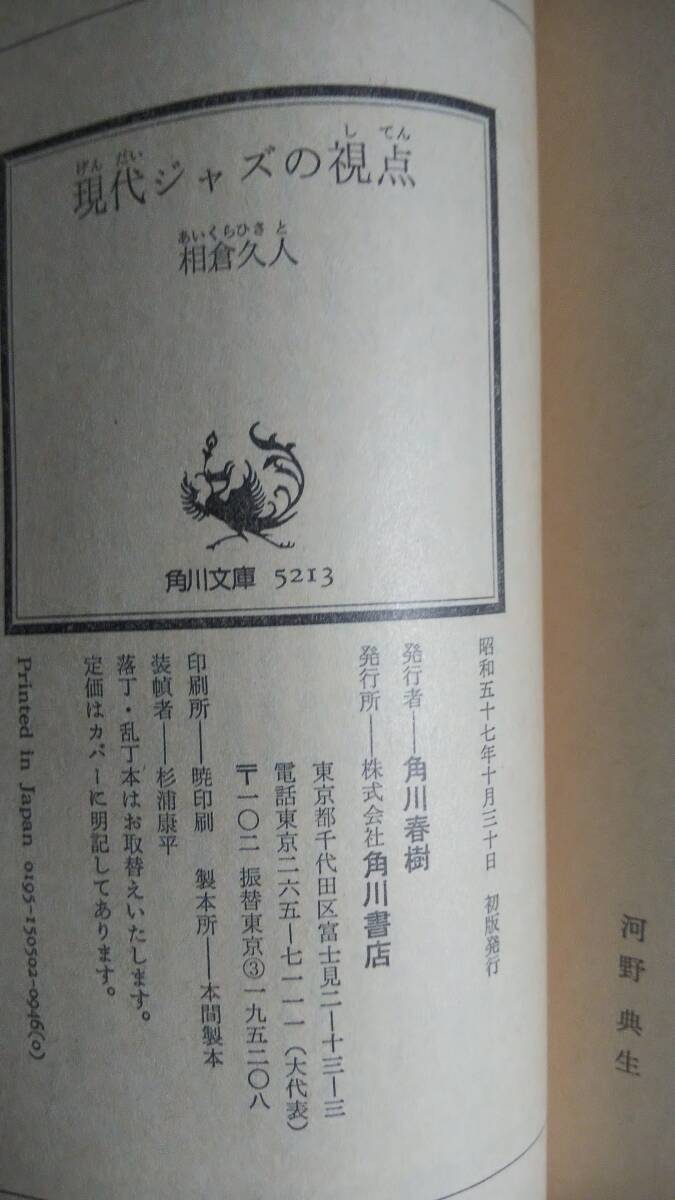 現代ジャズの視点
げんだい
してん
相倉久人
あいくらひさと
角川文庫 5213
昭和五十七年十月三十日 初版発行
発行者―角川春樹
発行所―株式会社角川書店
東京都千代田区富士見二―十三―三
電話東京二六五―七一一一(大代表)
〒一〇二 振替東京③一九五二〇八
印刷所―暁印刷 製本所―本間製本
装幀者―杉浦康平
落丁・乱丁本はお取替えいたします。
定価はカバーに明記してあります。
Printed in Japan 0195-150502-0946(0)
河野典生